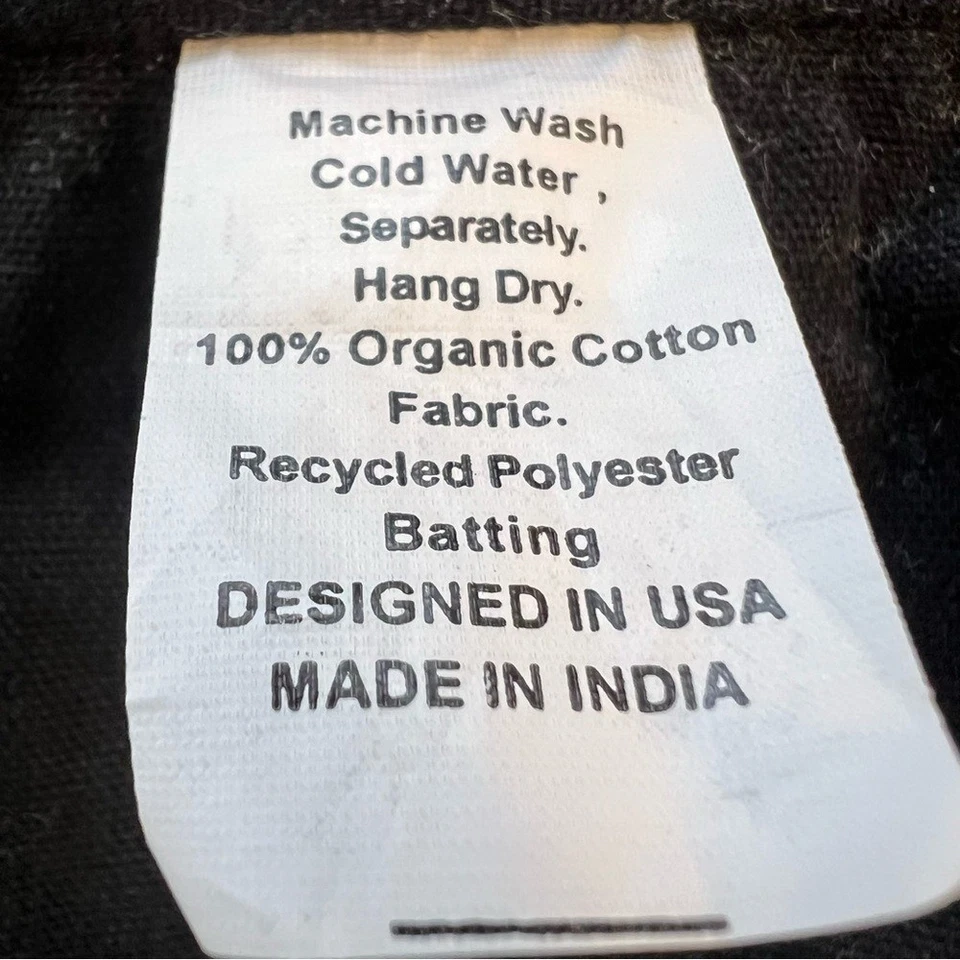 Machine Wash
Cold Water ,
Separately.
Hang Dry.
100% Organic Cotton
Fabric.
Recycled Polyester
Batting
DESIGNED IN USA
MADE IN INDIA